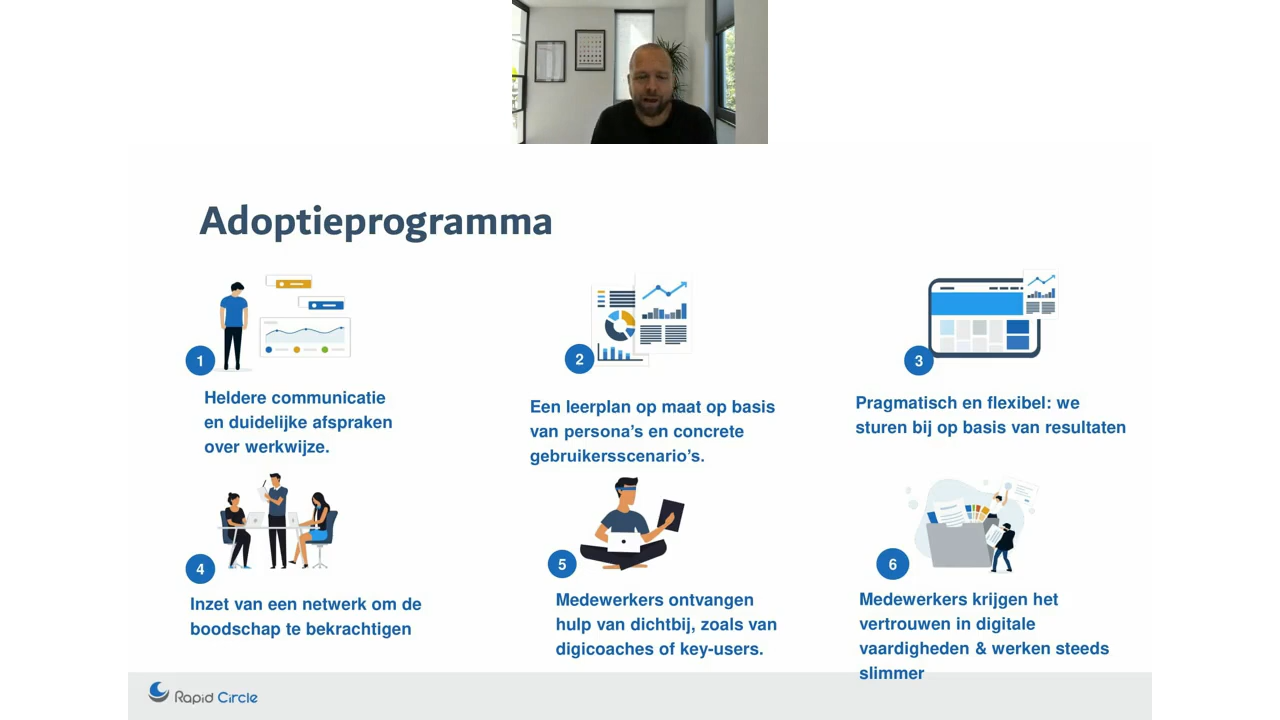 Adoptieprogramma
1
Heldere communicatie
en duidelijke afspraken
over werkwijze.
2
Een leerplan op maat op basis
van persona's en concrete
gebruikersscenario's.
3
Pragmatisch en flexibel: we
sturen bij op basis van resultaten
4
Inzet van een netwerk om de
boodschap te bekrachtigen
5
Medewerkers ontvangen
hulp van dichtbij, zoals van
digicoaches of key-users.
6
Medewerkers krijgen het
vertrouwen in digitale
vaardigheden & werken steeds
slimmer
Rapid Circle